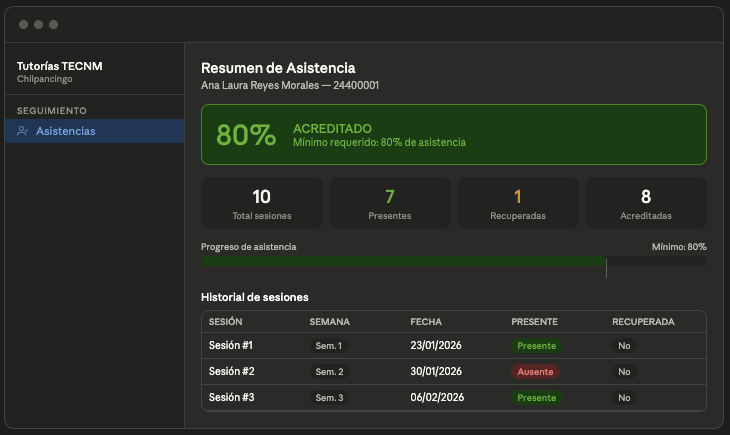 Tutorías TECNM
Chilpancingo
SEGUIMIENTO
Asistencias
Resumen de Asistencia
Ana Laura Reyes Morales — 24400001
80%
ACREDITADO
Mínimo requerido: 80% de asistencia
10
Total sesiones
7
Presentes
1
Recuperadas
8
Acreditadas
Progreso de asistencia
Mínimo: 80%
Historial de sesiones
SESIÓN SEMANA FECHA PRESENTE RECUPERADA
Sesión #1 Sem. 1 23/01/2026 Presente No
Sesión #2 Sem. 2 30/01/2026 Ausente No
Sesión #3 Sem. 3 06/02/2026 Presente No